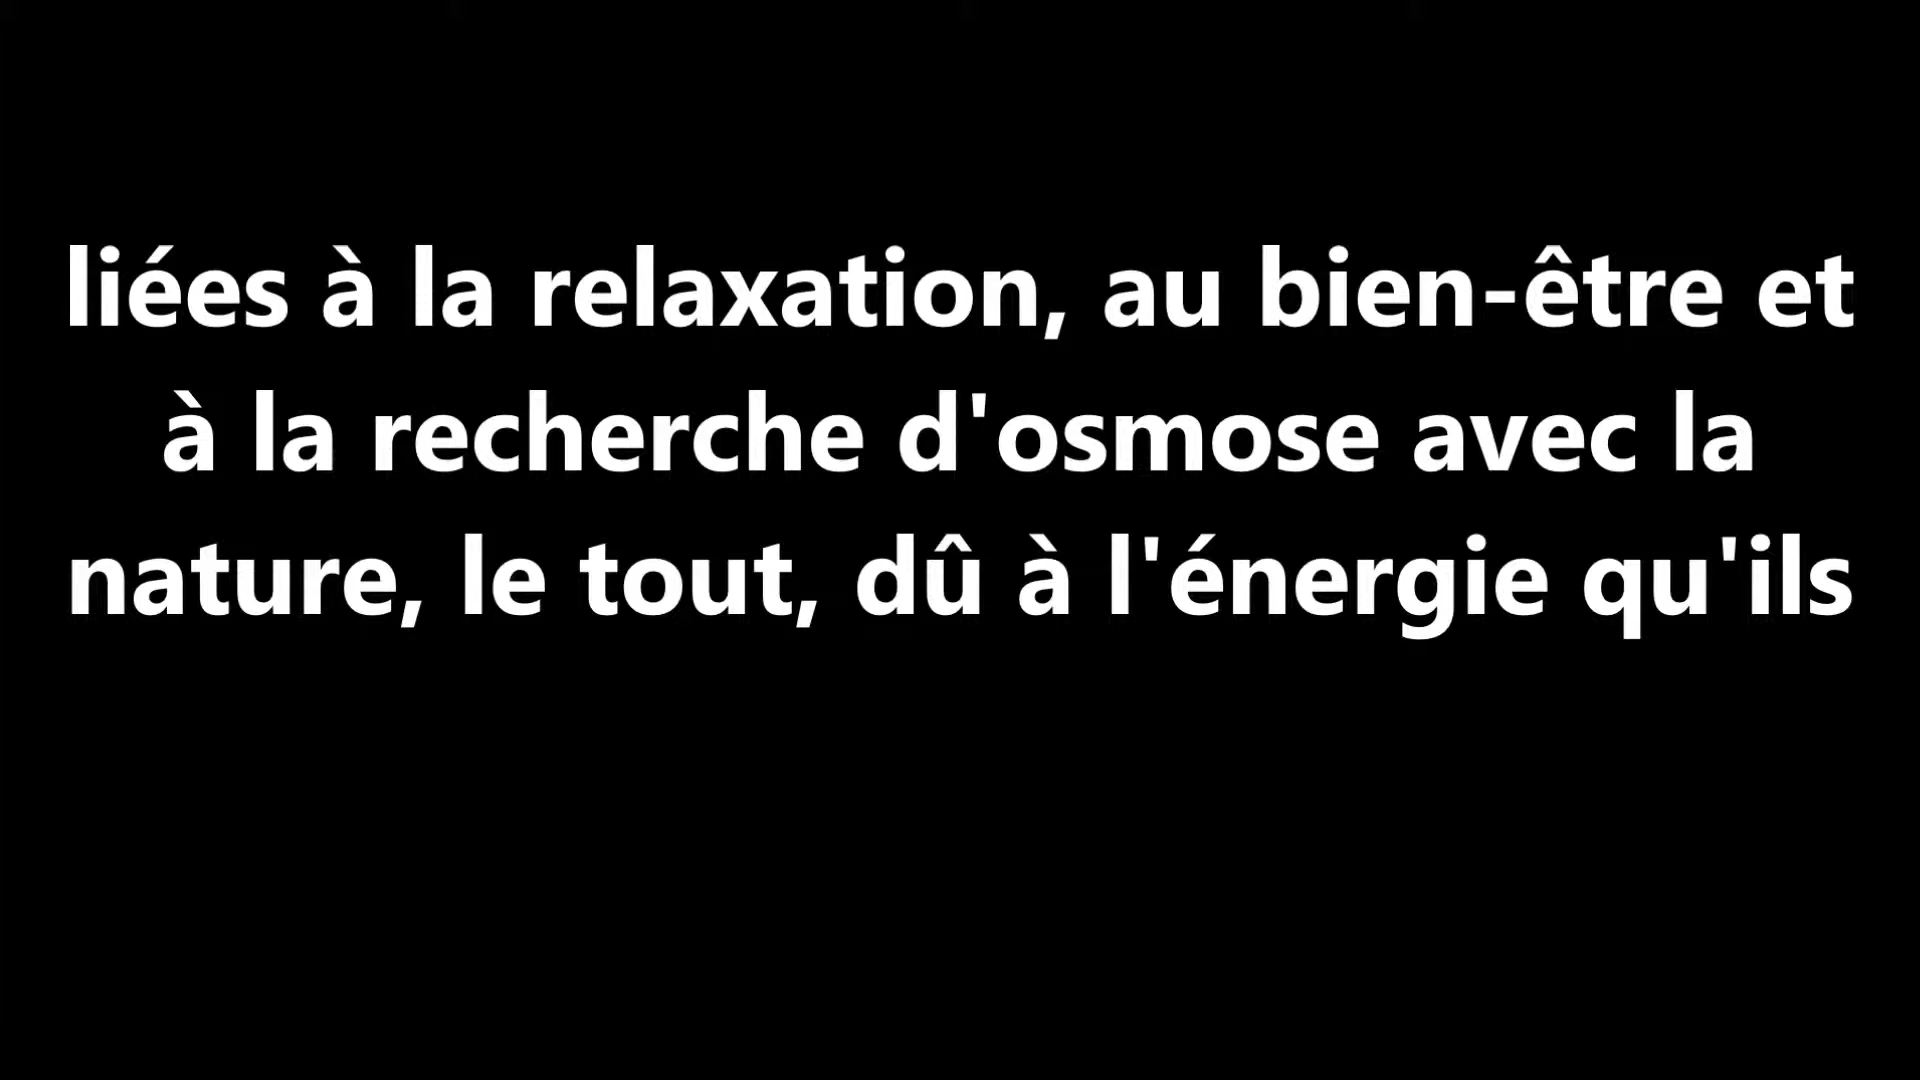 liées à la relaxation, au bien-être et
à la recherche d'osmose avec la
nature, le tout, dû à l'énergie qu'ils